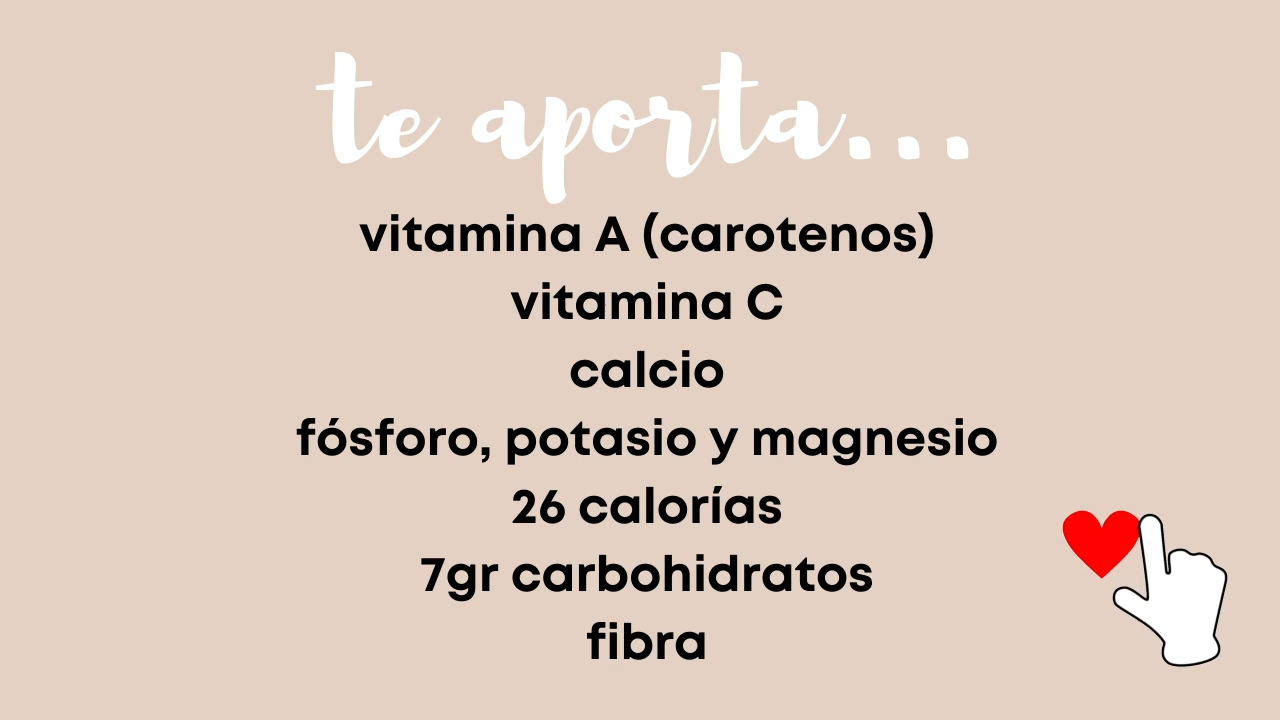 te aporta...
vitamina A (carotenos)
vitamina C
calcio
fósforo, potasio y magnesio
26 calorías
7gr carbohidratos
fibra